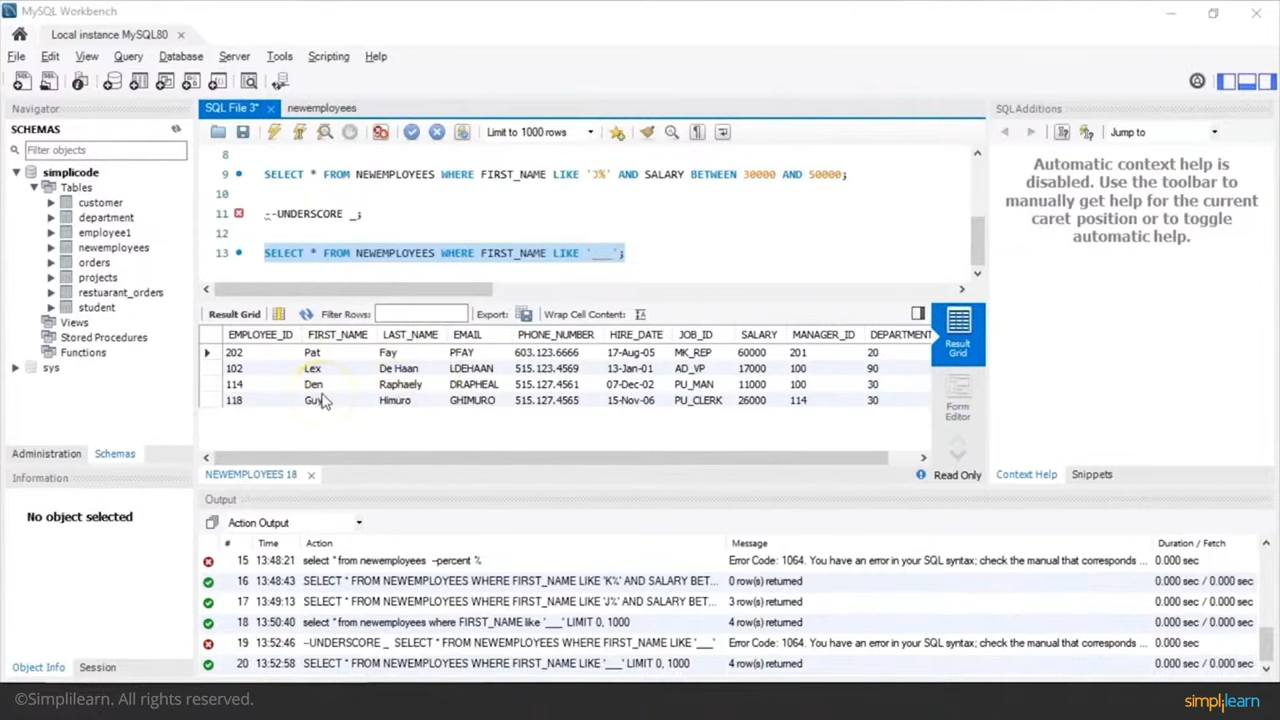 MySQL Workbench
Local instance MySQL80
File Edit View Query Database Server Tools Scripting Help
Navigator
SCHEMAS
Filter objects
simplicode
Tables
customer
department
employee1
newemployees
orders
projects
restuarant_orders
student
Views
Stored Procedures
Functions
sys
Administration Schemas
Information
No object selected
Object Info Session
SQL File 3* newemployees
Limit to 1000 rows
8
9 SELECT * FROM NEWEMPLOYEES WHERE FIRST_NAME LIKE 'J%' AND SALARY BETWEEN 30000 AND 50000;
10
11 --UNDERSCORE _;
12
13 SELECT * FROM NEWEMPLOYEES WHERE FIRST_NAME LIKE '___';
Result Grid Filter Rows: Export: Wrap Cell Content:
EMPLOYEE_ID FIRST_NAME LAST_NAME EMAIL PHONE_NUMBER HIRE_DATE JOB_ID SALARY MANAGER_ID DEPARTMENT
202 Pat Fay PFAY 603.123.6666 17-Aug-05 MK_REP 60000 201 20
102 Lex De Haan LDEHAAN 515.123.4569 13-Jan-01 AD_VP 17000 100 90
114 Den Raphaely DRAPHEAL 515.127.4561 07-Dec-02 PU_MAN 11000 100 30
118 Guy Himuro GHIMURO 515.127.4565 15-Nov-06 PU_CLERK 26000 114 30
Result Grid
Form Editor
NEWEMPLOYEES 18
Read Only
SQL Additions
Jump to
Automatic context help is
disabled. Use the toolbar to
manually get help for the current
caret position or to toggle
automatic help.
Context Help Snippets
Output
Action Output
# Time Action Message Duration / Fetch
15 13:48:21 select * from newemployees --percent % Error Code: 1064. You have an error in your SQL syntax; check the manual that corresponds ... 0.000 sec
16 13:48:43 SELECT * FROM NEWEMPLOYEES WHERE FIRST_NAME LIKE 'K%' AND SALARY BET... 0 row(s) returned 0.000 sec / 0.000 sec
17 13:49:13 SELECT * FROM NEWEMPLOYEES WHERE FIRST_NAME LIKE 'J%' AND SALARY BET... 3 row(s) returned 0.000 sec / 0.000 sec
18 13:50:40 select * from newemployees where FIRST_NAME like '___' LIMIT 0, 1000 4 row(s) returned 0.000 sec / 0.000 sec
19 13:52:46 --UNDERSCORE _ SELECT * FROM NEWEMPLOYEES WHERE FIRST_NAME LIKE '___' Error Code: 1064. You have an error in your SQL syntax; check the manual that corresponds ... 0.000 sec
20 13:52:58 SELECT * FROM NEWEMPLOYEES WHERE FIRST_NAME LIKE '___' LIMIT 0, 1000 4 row(s) returned 0.000 sec / 0.000 sec
©Simplilearn. All rights reserved.
simplilearn